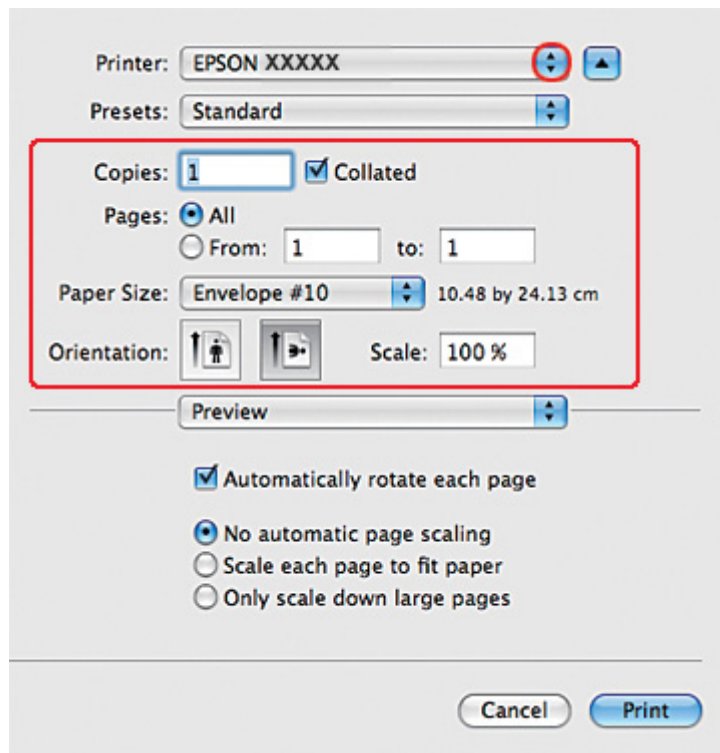 Printer: EPSON XXXXX
Presets: Standard
Copies: 1 Collated
Pages: All
From: 1 to: 1
Paper Size: Envelope #10 10.48 by 24.13 cm
Orientation: Scale: 100 %
Preview
Automatically rotate each page
No automatic page scaling
Scale each page to fit paper
Only scale down large pages
Cancel Print